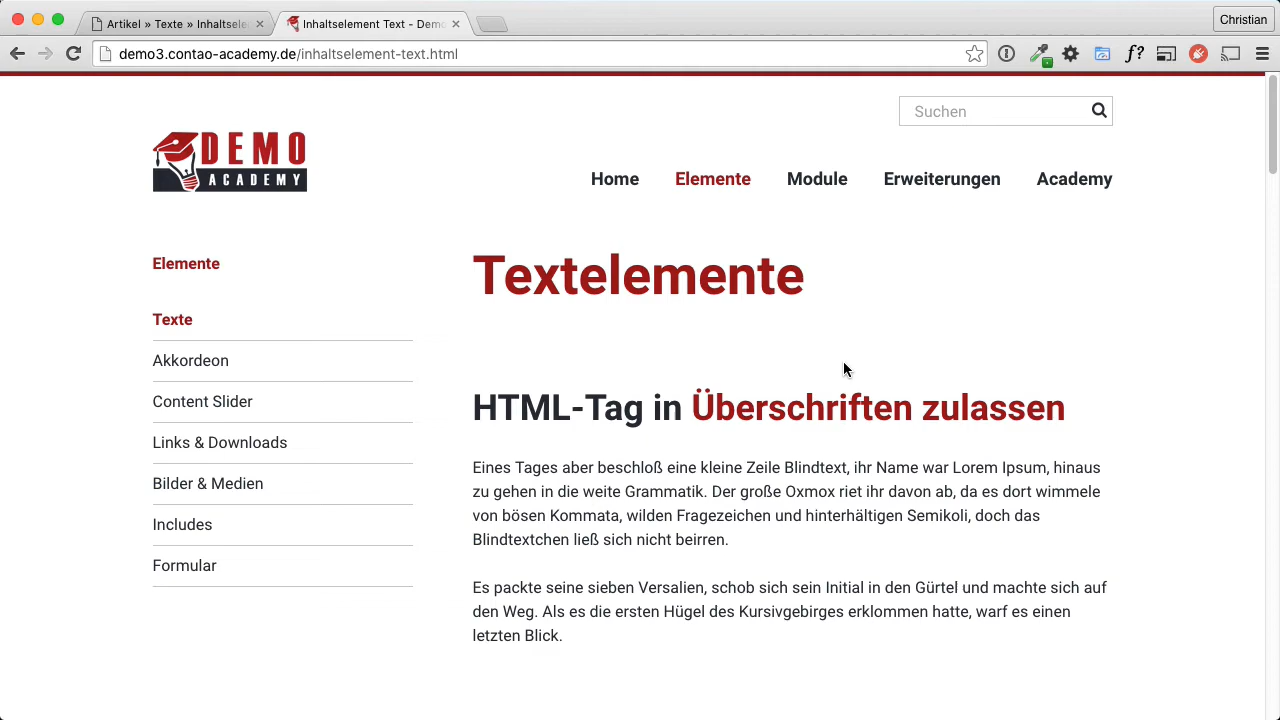 Artikel » Texte » Inhaltsele
Inhaltselement Text - Demo
Christian
demo3.contao-academy.de/inhaltselement-text.html
f?
Suchen
DEMO
ACADEMY
Home Elemente Module Erweiterungen Academy
Elemente
Texte
Akkordeon
Content Slider
Links & Downloads
Bilder & Medien
Includes
Formular
Textelemente
HTML-Tag in Überschriften zulassen
Eines Tages aber beschloß eine kleine Zeile Blindtext, ihr Name war Lorem Ipsum, hinaus
zu gehen in die weite Grammatik. Der große Oxmox riet ihr davon ab, da es dort wimmele
von bösen Kommata, wilden Fragezeichen und hinterhältigen Semikoli, doch das
Blindtextchen ließ sich nicht beirren.
Es packte seine sieben Versalien, schob sich sein Initial in den Gürtel und machte sich auf
den Weg. Als es die ersten Hügel des Kursivgebirges erklommen hatte, warf es einen
letzten Blick.